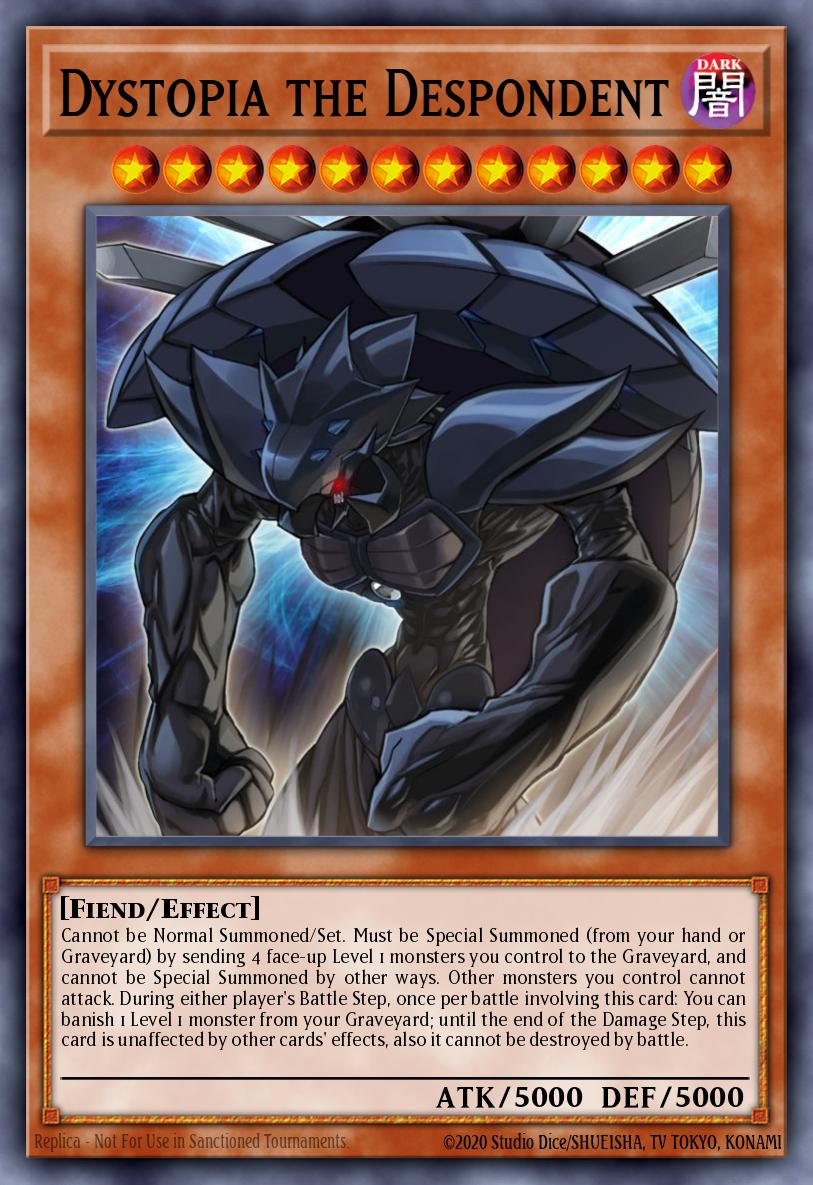 Dystopia the Despondent
DARK
闇
[Fiend/Effect]
Cannot be Normal Summoned/Set. Must be Special Summoned (from your hand or
Graveyard) by sending 4 face-up Level 1 monsters you control to the Graveyard, and
cannot be Special Summoned by other ways. Other monsters you control cannot
attack. During either player's Battle Step, once per battle involving this card: You can
banish 1 Level 1 monster from your Graveyard; until the end of the Damage Step, this
card is unaffected by other cards' effects, also it cannot be destroyed by battle.
ATK/5000 DEF/5000
Replica - Not For Use in Sanctioned Tournaments.
©2020 Studio Dice/SHUEISHA, TV TOKYO, KONAMI